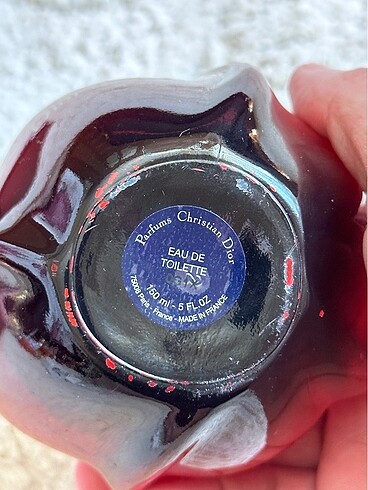 Parfums Christian Dior
EAU DE
TOILETTE
150 ml - 5 FL.OZ
75008 Paris - France - MADE IN FRANCE